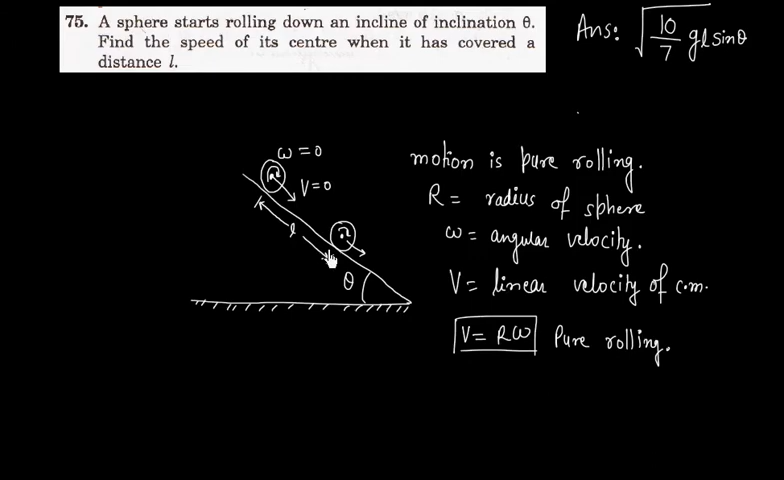 75. A sphere starts rolling down an incline of inclination θ.
Find the speed of its centre when it has covered a
distance l.
Ans: √(10/7 gl sinθ)
ω = 0
V = 0
l
θ
motion is pure rolling.
R = radius of sphere
ω = angular velocity.
V = linear velocity of c.m.
V = Rω Pure rolling.